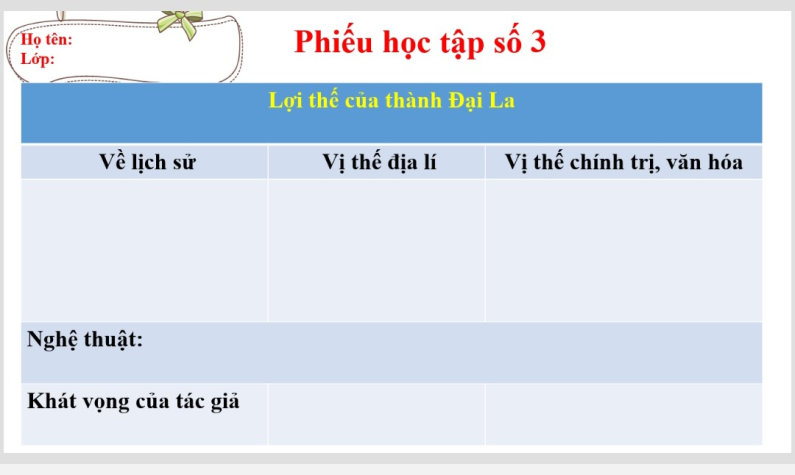 Họ tên:
Lớp:
Phiếu học tập số 3
Lợi thế của thành Đại La
Về lịch sử
Vị thế địa lí
Vị thế chính trị, văn hóa
Nghệ thuật:
Khát vọng của tác giả